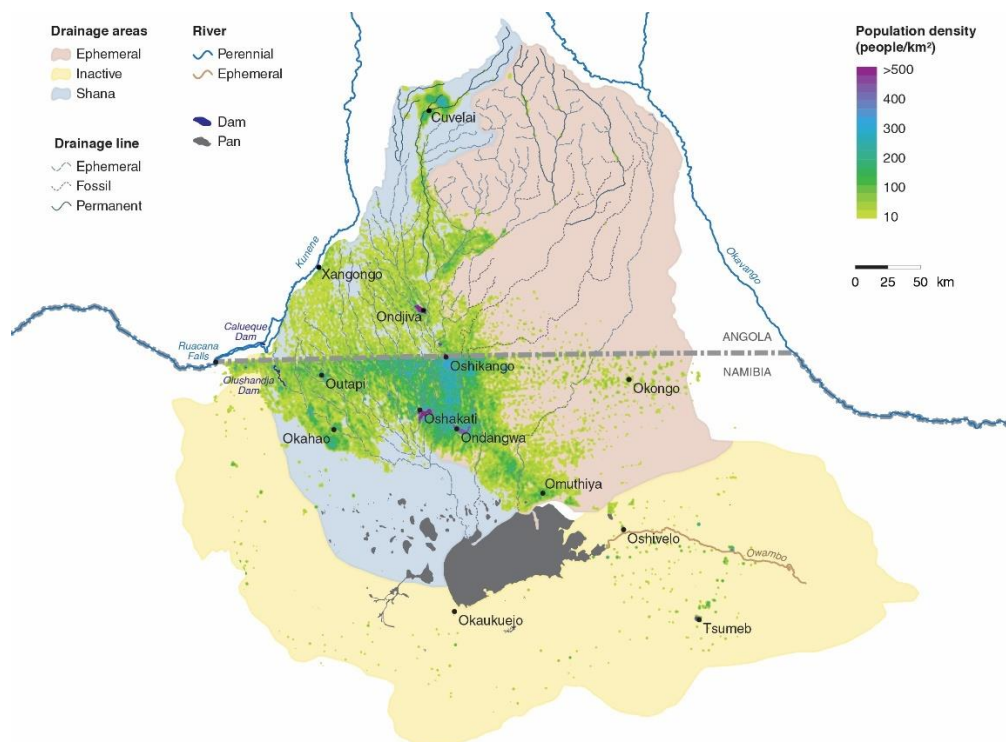 Drainage areas
Ephemeral
Inactive
Shana
Drainage line
Ephemeral
Fossil
Permanent
River
Perennial
Ephemeral
Dam
Pan
Population density
(people/km²)
>500
400
300
200
100
10
0 25 50 km
Cuvelai
Kunene
Xangongo
Okavango
Ondjiva
Calueque
Dam
Ruacana
Falls
ANGOLA
NAMIBIA
Oshikango
Olushandja
Dam
Outapi
Okongo
Oshakati
Okahao
Ondangwa
Omuthiya
Oshivelo
Owambo
Okaukuejo
Tsumeb